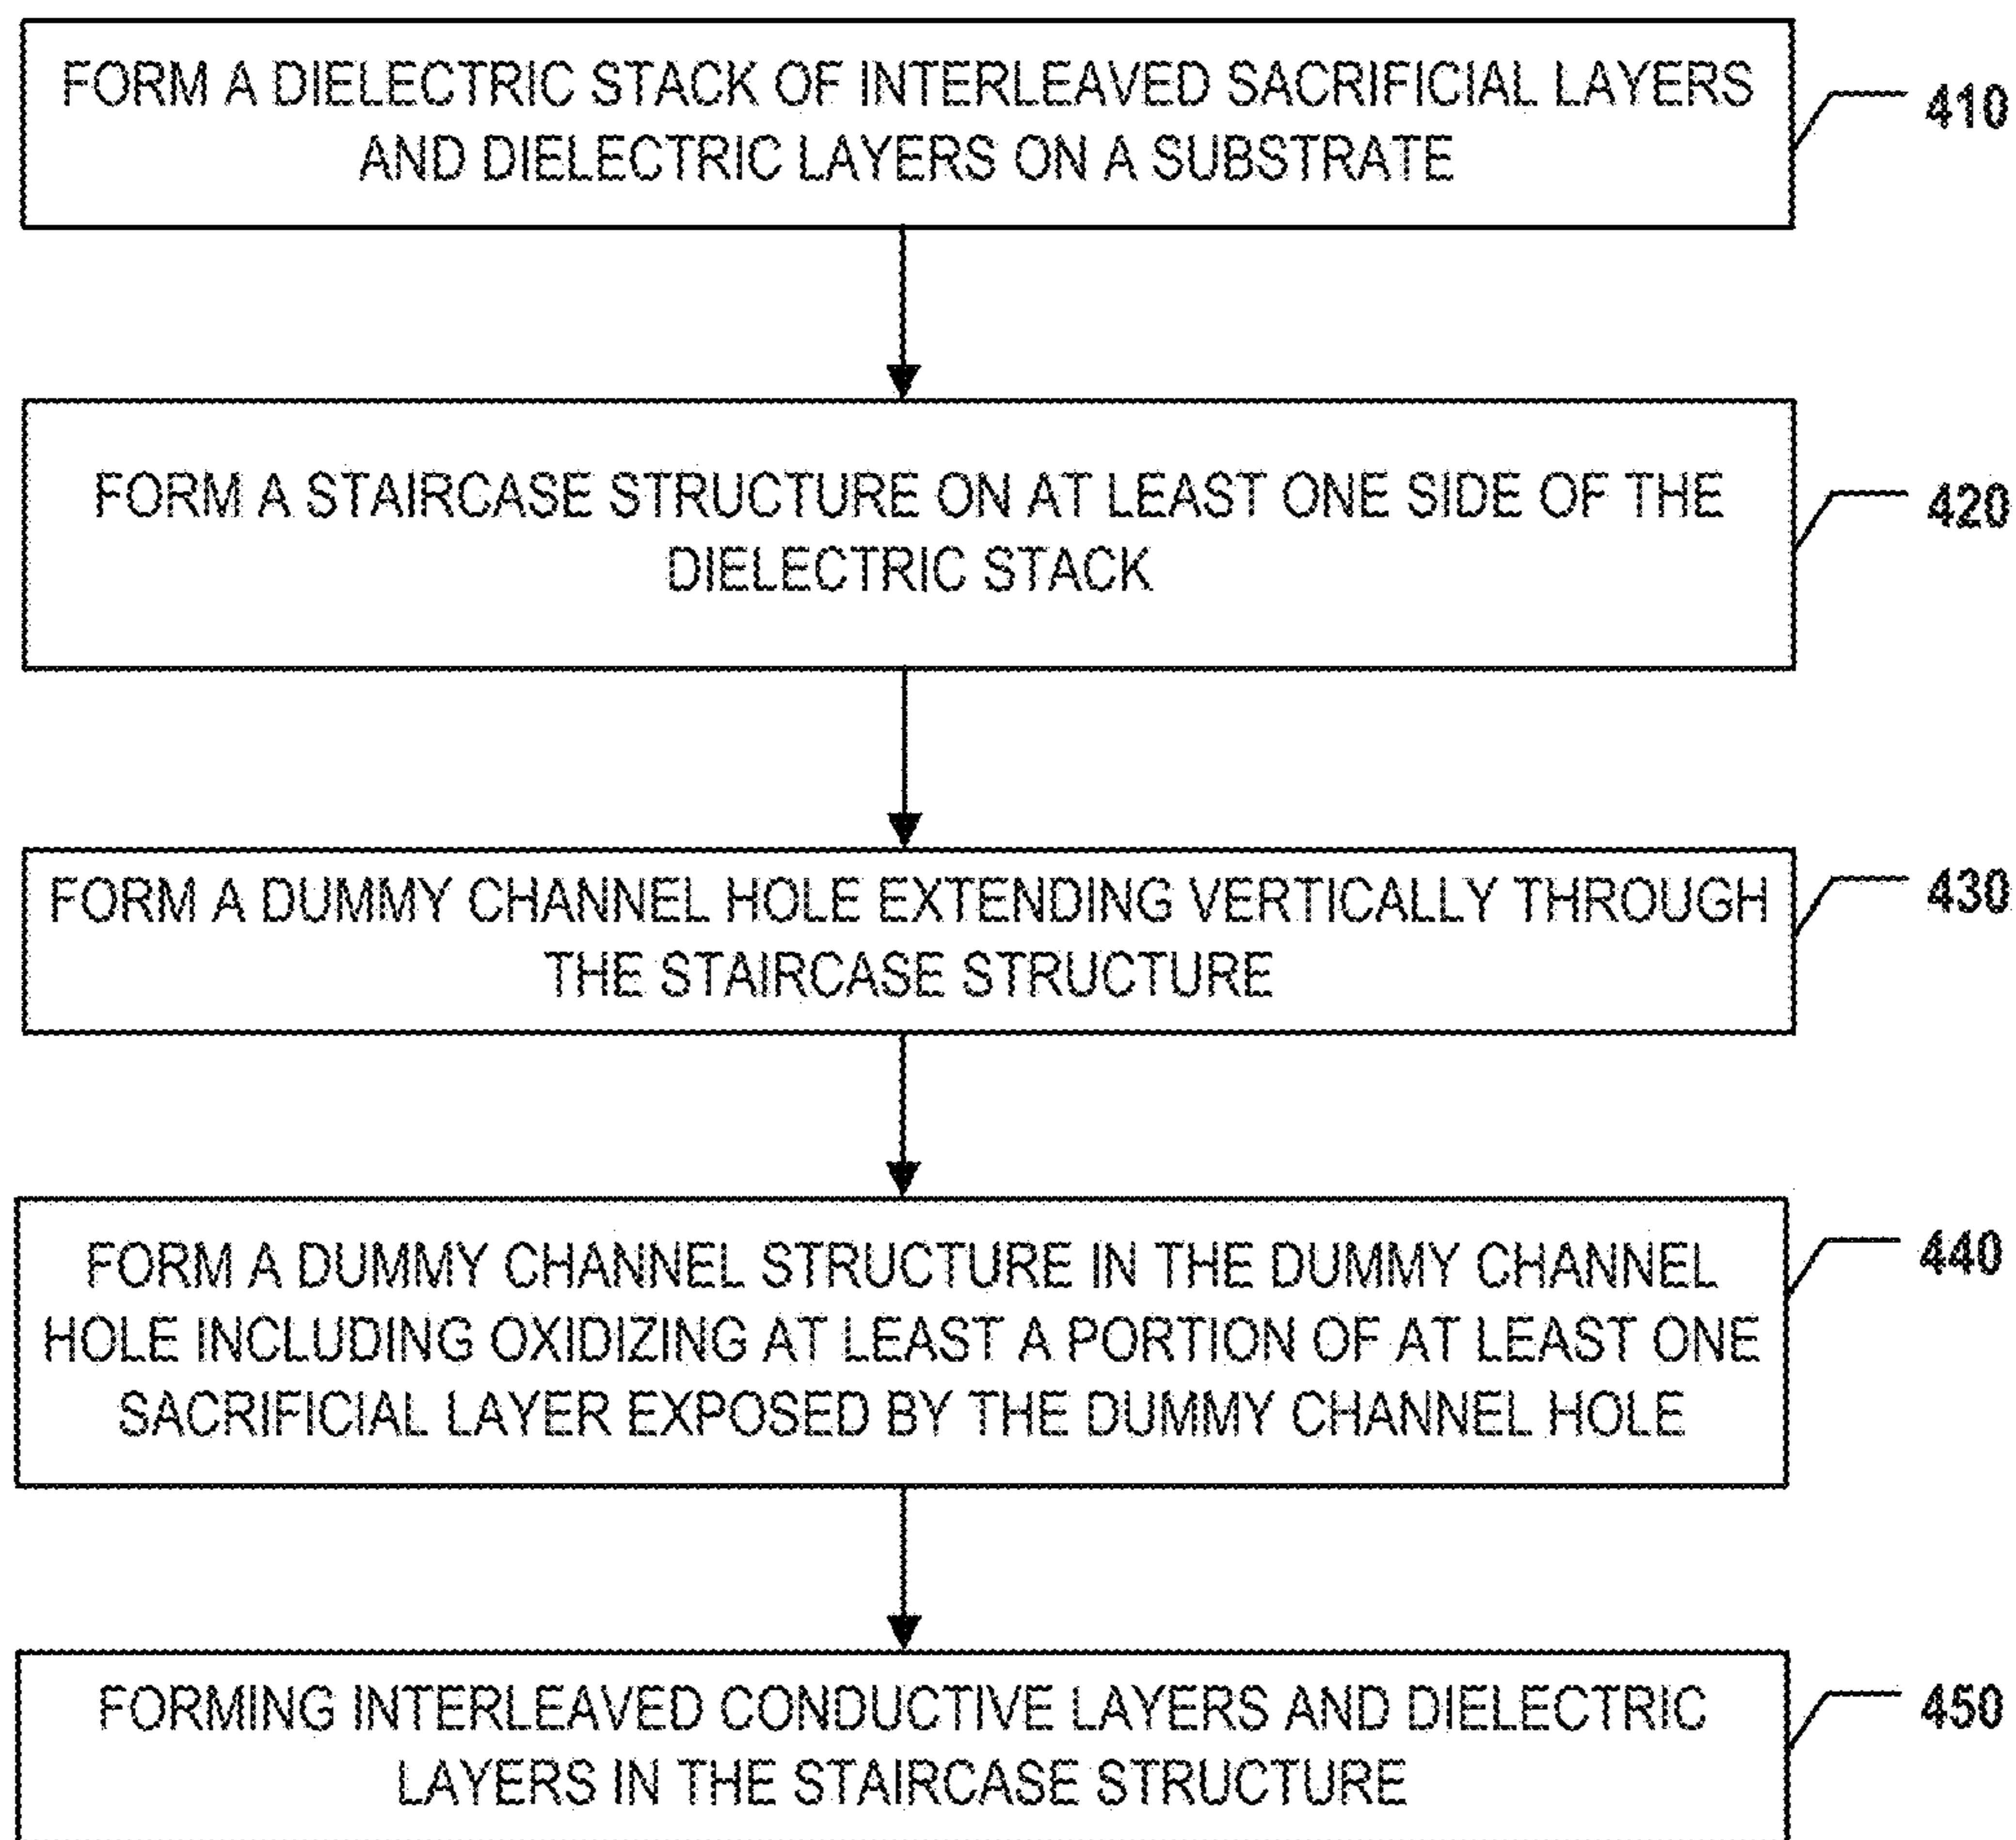 FORM A DIELECTRIC STACK OF INTERLEAVED SACRIFICIAL LAYERS
AND DIELECTRIC LAYERS ON A SUBSTRATE
410
FORM A STAIRCASE STRUCTURE ON AT LEAST ONE SIDE OF THE
DIELECTRIC STACK
420
FORM A DUMMY CHANNEL HOLE EXTENDING VERTICALLY THROUGH
THE STAIRCASE STRUCTURE
430
FORM A DUMMY CHANNEL STRUCTURE IN THE DUMMY CHANNEL
HOLE INCLUDING OXIDIZING AT LEAST A PORTION OF AT LEAST ONE
SACRIFICIAL LAYER EXPOSED BY THE DUMMY CHANNEL HOLE
440
FORMING INTERLEAVED CONDUCTIVE LAYERS AND DIELECTRIC
LAYERS IN THE STAIRCASE STRUCTURE
450